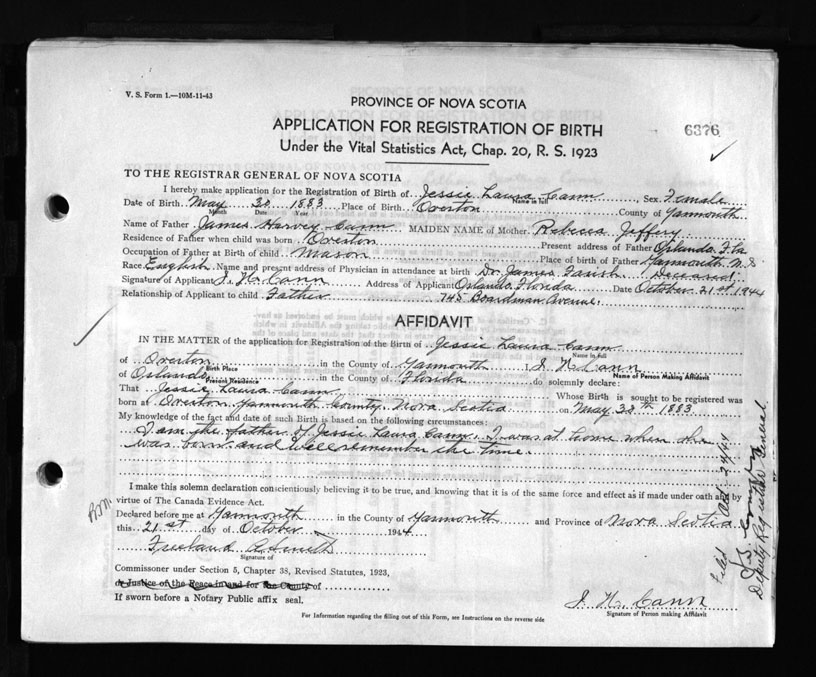 V. S. Form 1.—10M-11-43
PROVINCE OF NOVA SCOTIA
APPLICATION FOR REGISTRATION OF BIRTH
6376
Under the Vital Statistics Act, Chap. 20, R. S. 1923
TO THE REGISTRAR GENERAL OF NOVA SCOTIA
I hereby make application for the Registration of Birth of Jessie Laura Cann Sex Female
Name in full
Date of Birth May 30 1883 Place of Birth Overton County of Yarmouth
Month Date Year
Name of Father James Harvey Cann MAIDEN NAME of Mother Rebecca Jeffery
Residence of Father when child was born Overton Present address of Father Orlando Fla
Occupation of Father at Birth of child Mason Place of birth of Father Yarmouth N.S
Race English Name and present address of Physician in attendance at birth Dr. James Farish (Deceased)
Signature of Applicant J. H. Cann Address of Applicant Orlando, Florida Date October 21st 1944
Relationship of Applicant to child Father 745 Boardman Avenue.
AFFIDAVIT
IN THE MATTER of the application for Registration of the Birth of Jessie Laura Cann
Name in full
of Overton in the County of Yarmouth I J H Cann
Birth Place Name of Person Making Affidavit
of Orlando in the County of Florida do solemnly declare:
Present Residence
That Jessie Laura Cann Whose Birth is sought to be registered was
born at Overton Yarmouth County, Nova Scotia on May 30th 1883
My knowledge of the fact and date of such Birth is based on the following circumstances:
I am the father of Jessie Laura Cann. I was at home when she
was born and well remember the time.
I make this solemn declaration conscientiously believing it to be true, and knowing that it is of the same force and effect as if made under oath and by
virtue of The Canada Evidence Act.
Declared before me at Yarmouth in the County of Yarmouth and Province of Nova Scotia
this 21st day of October 1944
Signature of
Commissioner under Section 5, Chapter 38, Revised Statutes, 1923,
or Justice of the Peace in and for the County of
If sworn before a Notary Public affix seal.
J. H. Cann
Signature of Person making Affidavit
For Information regarding the filling out of this Form, see Instructions on the reverse side
Filed Oct 24/44
Deputy Registrar General